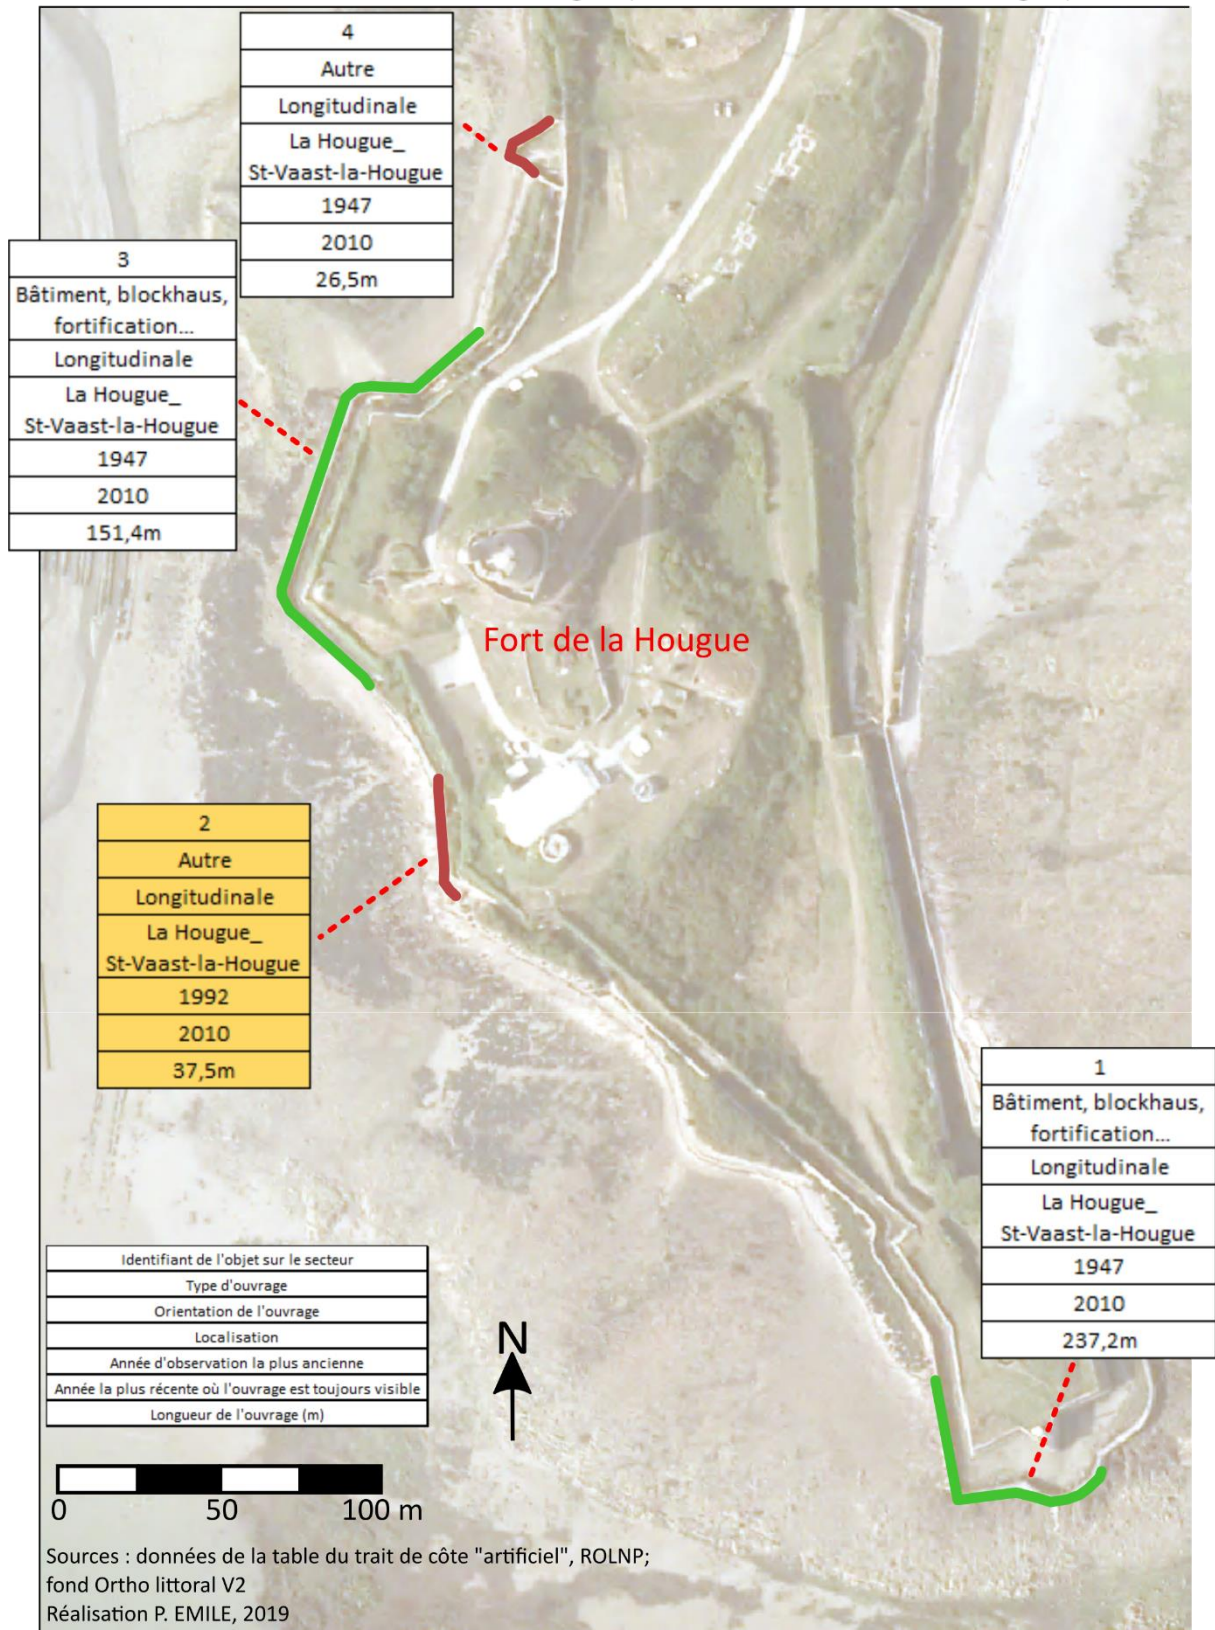 4
Autre
Longitudinale
La Hougue_
St-Vaast-la-Hougue
1947
2010
26,5m
3
Bâtiment, blockhaus,
fortification...
Longitudinale
La Hougue_
St-Vaast-la-Hougue
1947
2010
151,4m
Fort de la Hougue
2
Autre
Longitudinale
La Hougue_
St-Vaast-la-Hougue
1992
2010
37,5m
1
Bâtiment, blockhaus,
fortification...
Longitudinale
La Hougue_
St-Vaast-la-Hougue
1947
2010
237,2m
Identifiant de l'objet sur le secteur
Type d'ouvrage
Orientation de l'ouvrage
Localisation
Année d'observation la plus ancienne
Année la plus récente où l'ouvrage est toujours visible
Longueur de l'ouvrage (m)
N
0 50 100 m
Sources : données de la table du trait de côte "artificiel", ROLNP;
fond Ortho littoral V2
Réalisation P. EMILE, 2019